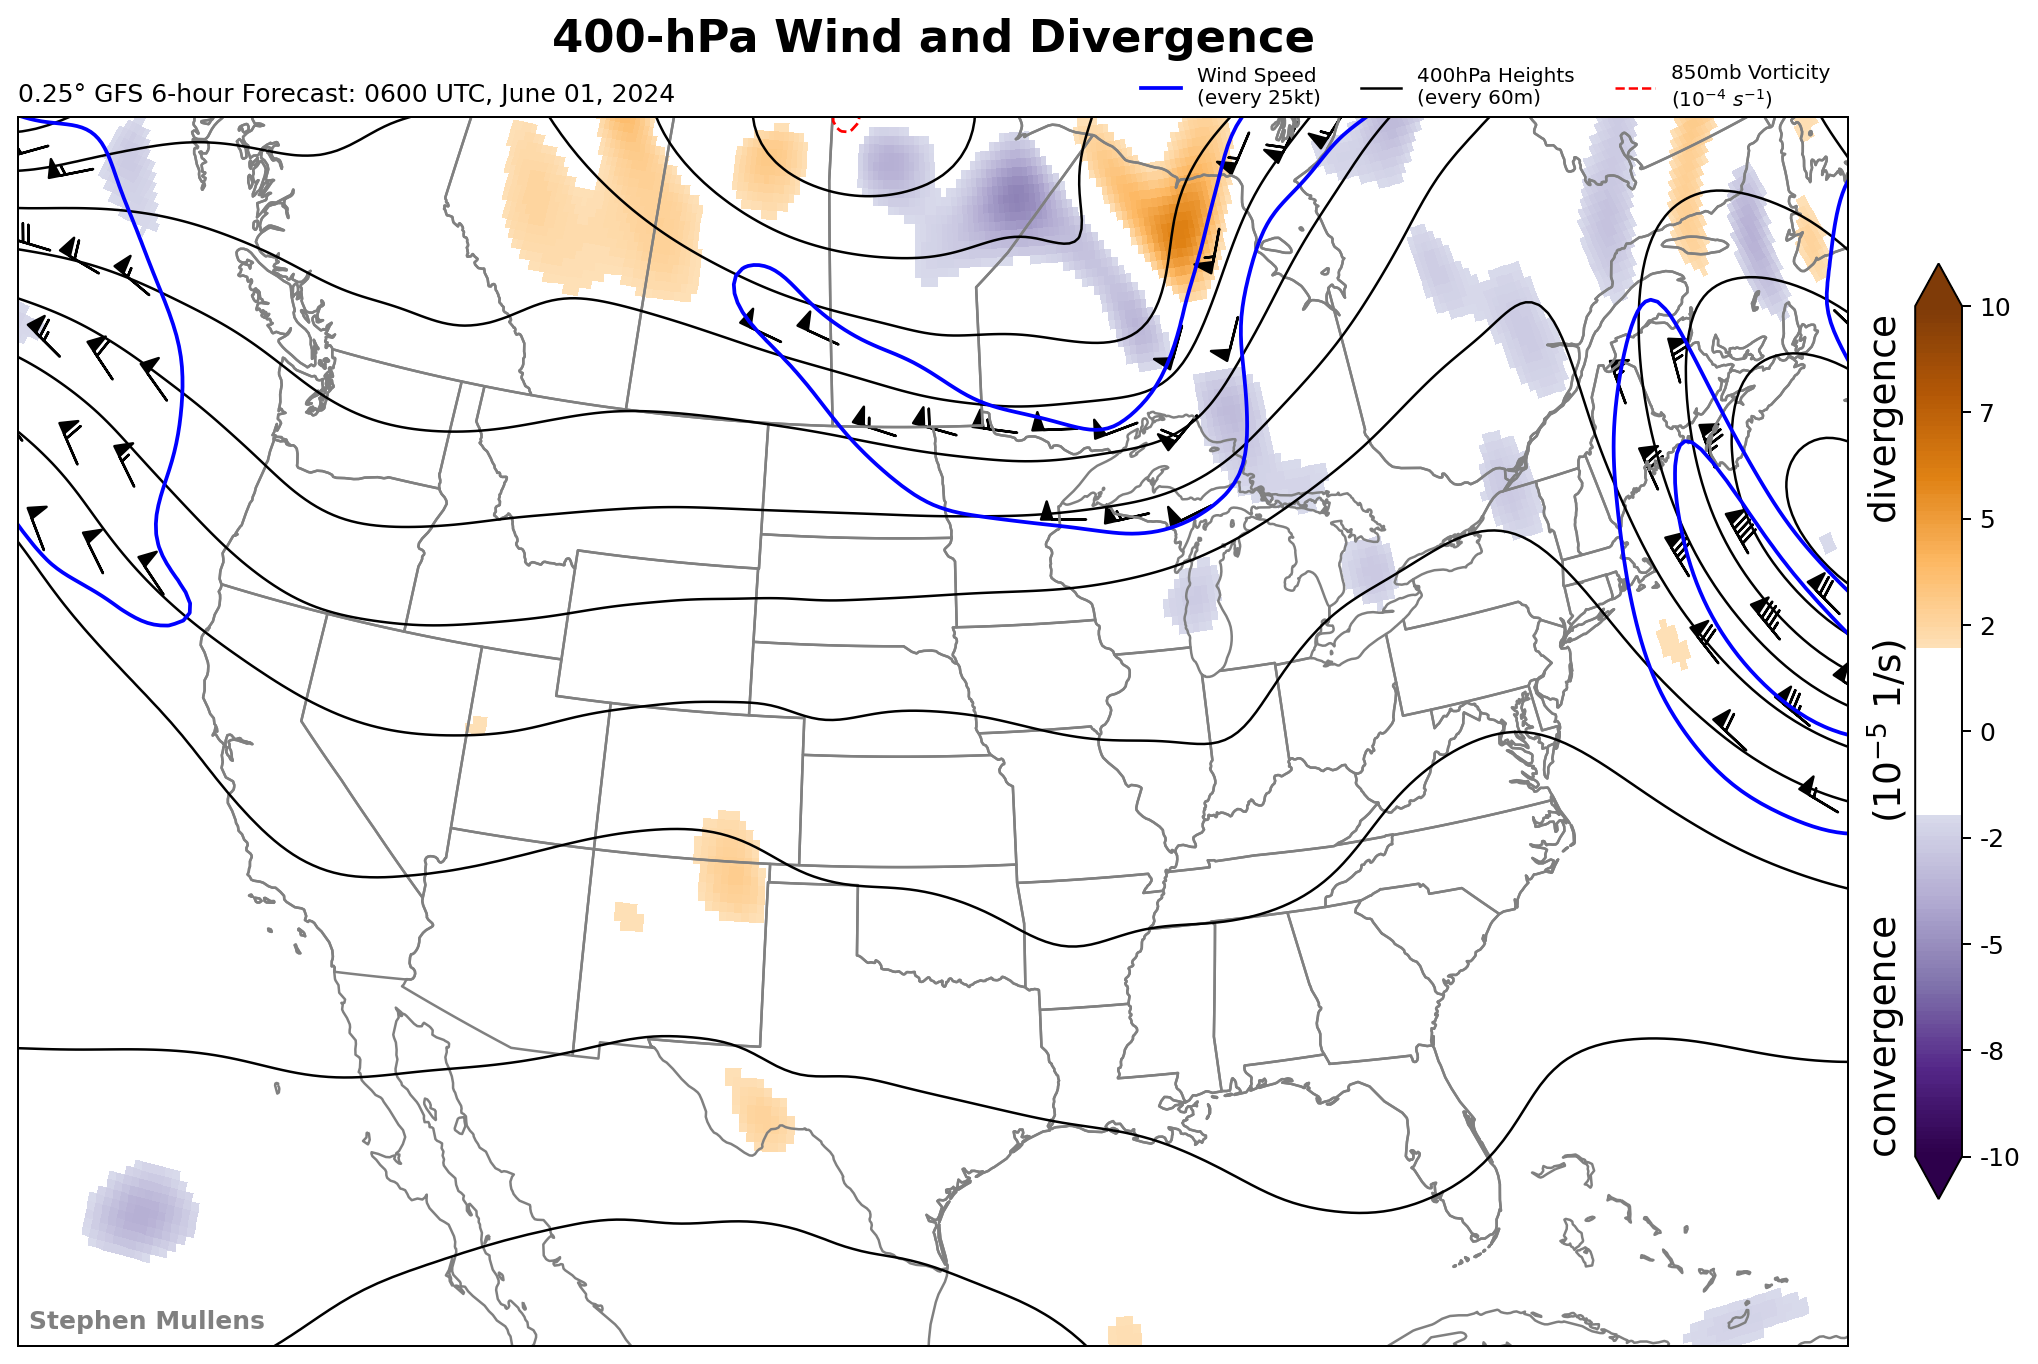 400-hPa Wind and Divergence
0.25° GFS 6-hour Forecast: 0600 UTC, June 01, 2024
Wind Speed
(every 25kt)
400hPa Heights
(every 60m)
850mb Vorticity
(10⁻⁴ s⁻¹)
10
7
5
2
0
-2
-5
-8
-10
convergence (10⁻⁵ 1/s) divergence
Stephen Mullens